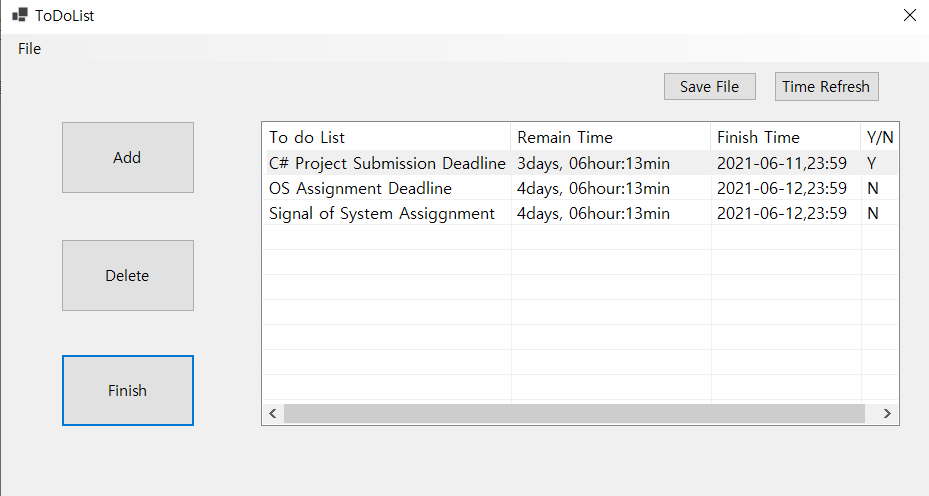 ToDoList
File
Save File Time Refresh
Add
Delete
Finish
To do List Remain Time Finish Time Y/N
C# Project Submission Deadline 3days, 06hour:13min 2021-06-11,23:59 Y
OS Assignment Deadline 4days, 06hour:13min 2021-06-12,23:59 N
Signal of System Assiggnment 4days, 06hour:13min 2021-06-12,23:59 N